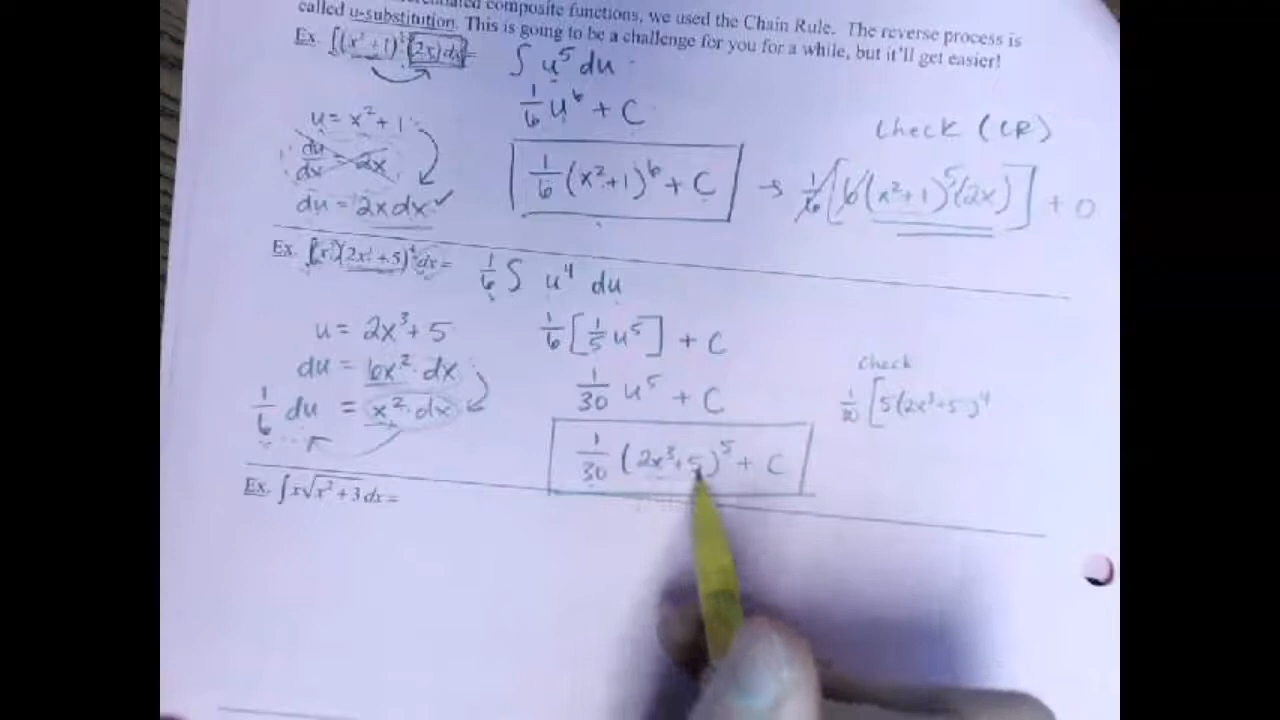 composite functions, we used the Chain Rule. The reverse process is
called u-substitution. This is going to be a challenge for you for a while, but it'll get easier!
Ex. ∫(x² + 1)⁵(2x)dx =
∫ u⁵ du
1/6 u⁶ + C
u = x² + 1
du/dx = 2x
du = 2x dx ✓
1/6 (x²+1)⁶ + C
Check (CR)
→ 1/6 [6(x²+1)⁵(2x)] + 0
Ex. ∫(x²)(2x³ + 5)⁴ dx =
1/6 ∫ u⁴ du
u = 2x³ + 5
1/6 [1/5 u⁵] + C
du = 6x² · dx
1/30 u⁵ + C
1/6 du = x² · dx
1/30 (2x³+5)⁵ + C
Check
1/30 [5(2x³+5)⁴
Ex. ∫x√x² + 3 dx =